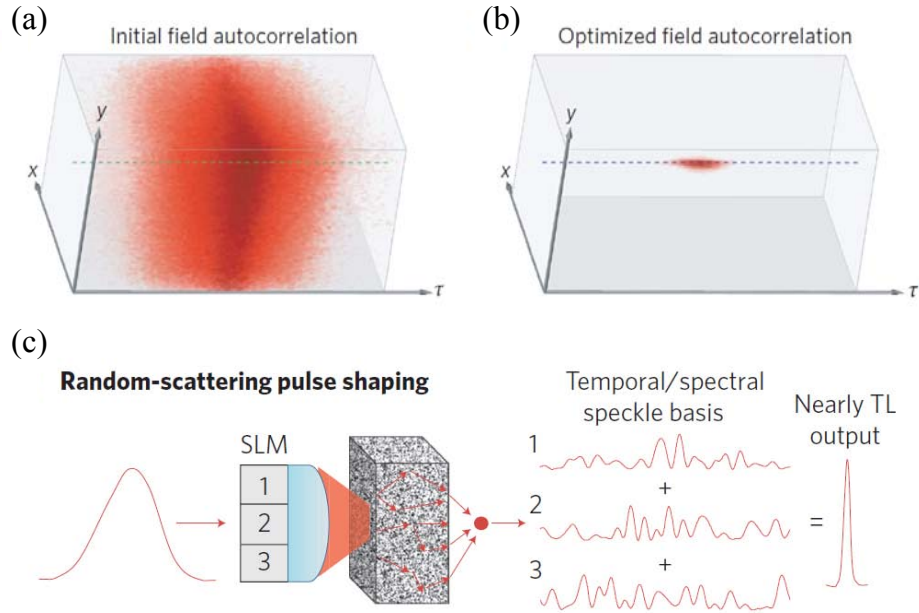 (a)
Initial field autocorrelation
y
x
τ
(b)
Optimized field autocorrelation
y
x
τ
(c)
Random-scattering pulse shaping
SLM
1
2
3
Temporal/spectral
speckle basis
1
+
2
+
3
=
Nearly TL
output